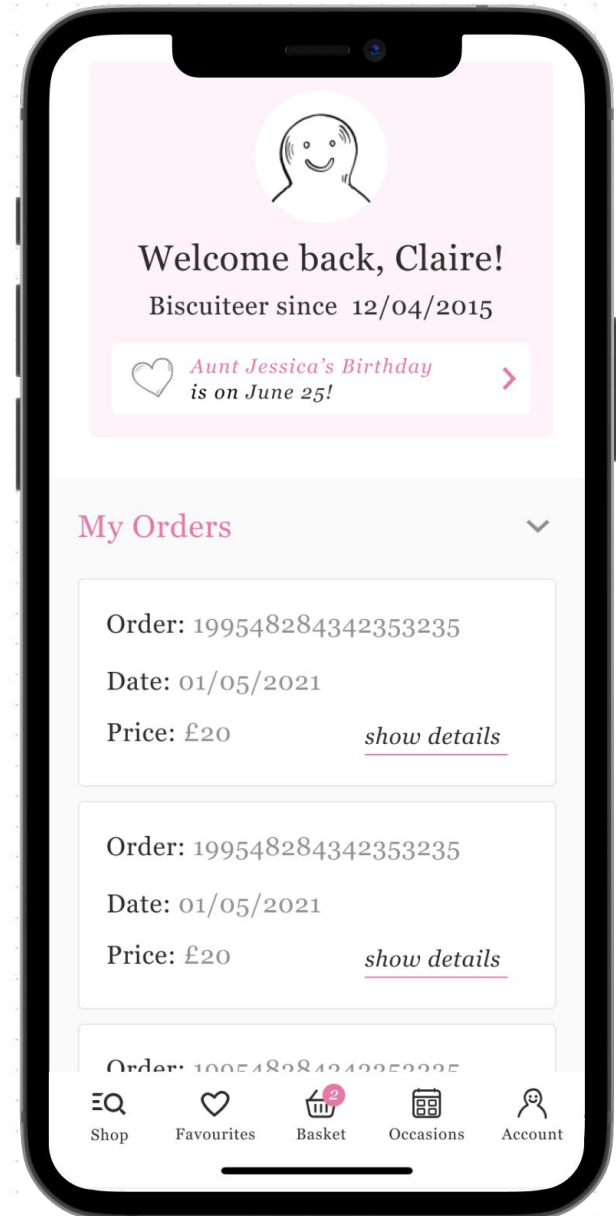 Welcome back, Claire!
Biscuiteer since 12/04/2015
Aunt Jessica’s Birthday
is on June 25!
My Orders
Order: 199548284342353235
Date: 01/05/2021
Price: £20
show details
Order: 199548284342353235
Date: 01/05/2021
Price: £20
show details
Order: 199548284342353235
2
Shop Favourites Basket Occasions Account